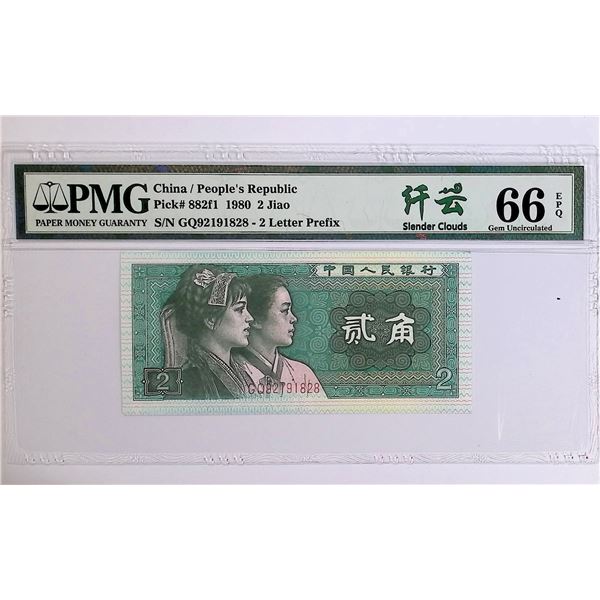 PMG
PAPER MONEY GUARANTY
China / People's Republic
Pick# 882f1 1980 2 Jiao
S/N GQ92191828 - 2 Letter Prefix
纤云
Slender Clouds
66 EPQ
Gem Uncirculated
中国人民银行
贰角
2
GQ92191828
2